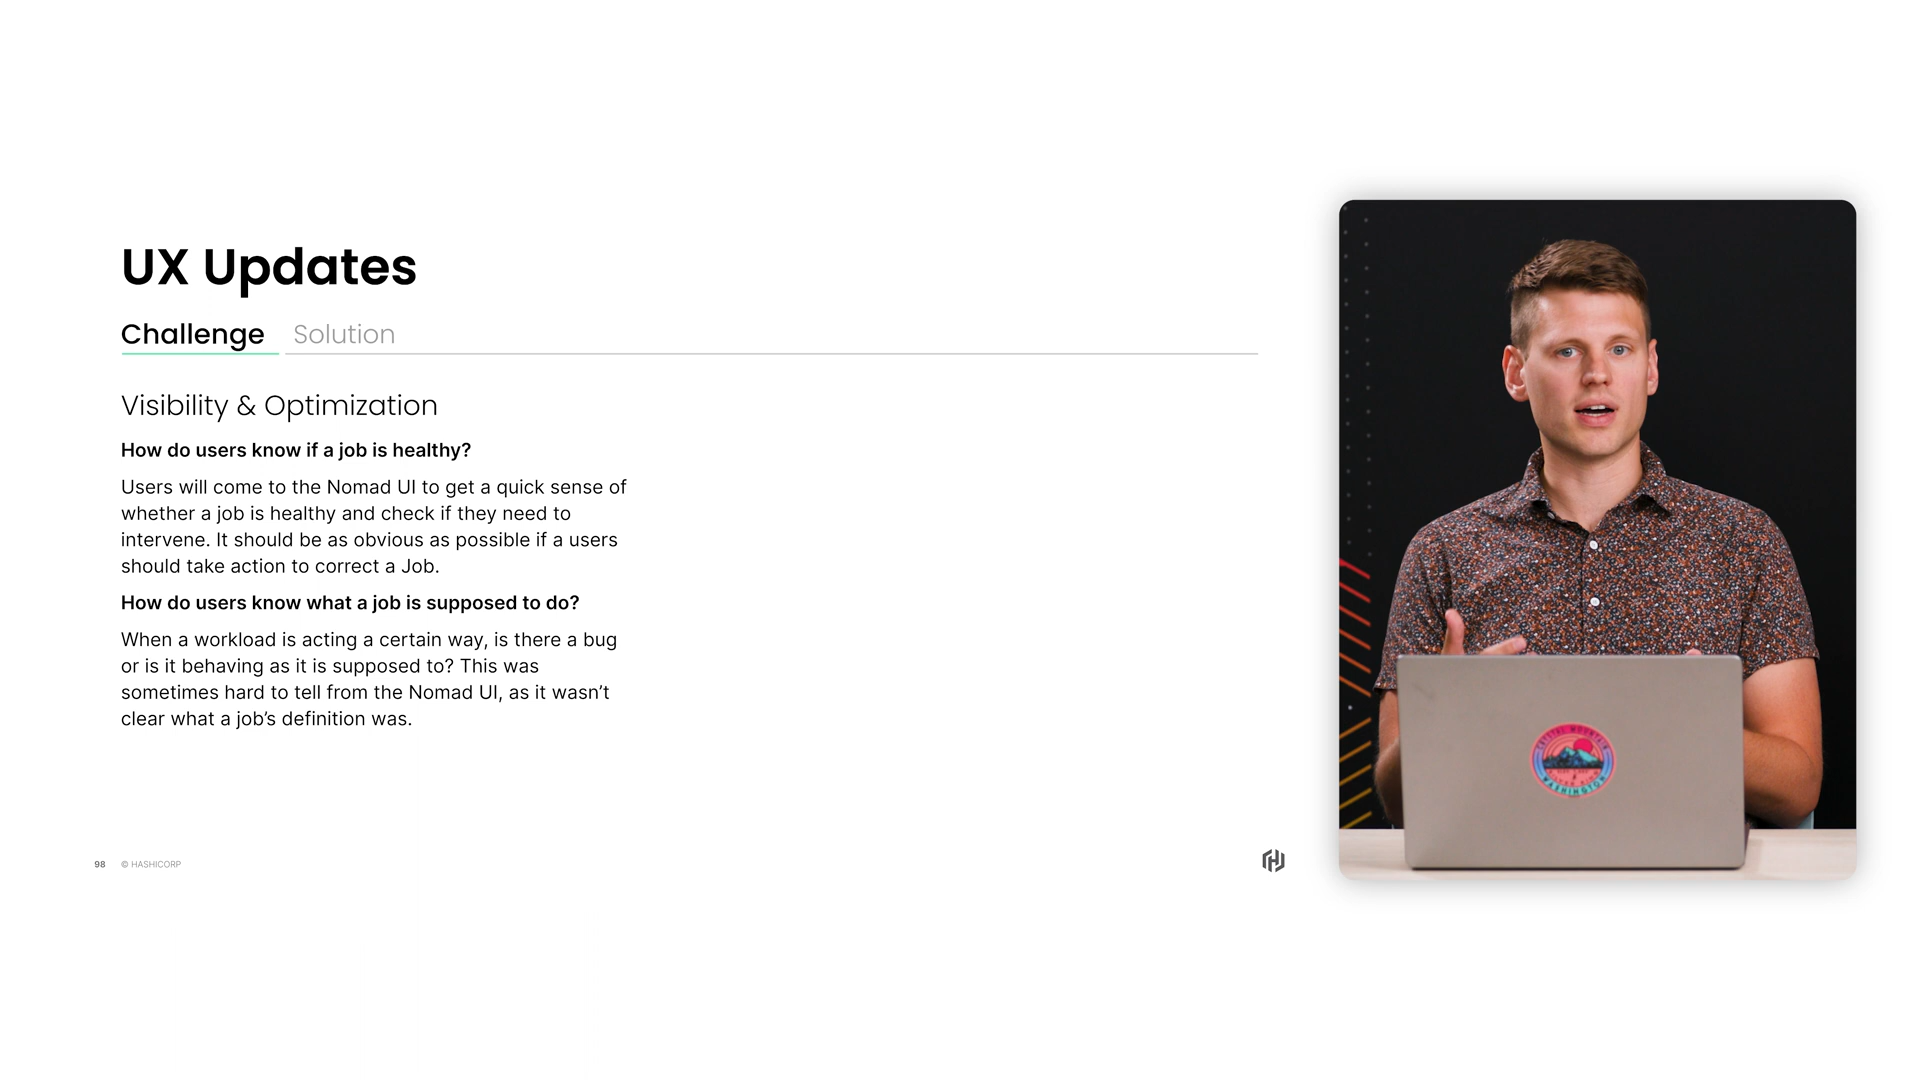 UX Updates
Challenge Solution
Visibility & Optimization
How do users know if a job is healthy?
Users will come to the Nomad UI to get a quick sense of
whether a job is healthy and check if they need to
intervene. It should be as obvious as possible if a users
should take action to correct a Job.
How do users know what a job is supposed to do?
When a workload is acting a certain way, is there a bug
or is it behaving as it is supposed to? This was
sometimes hard to tell from the Nomad UI, as it wasn’t
clear what a job’s definition was.
98 © HASHICORP
CRYSTAL MOUNTAIN
WASHINGTON